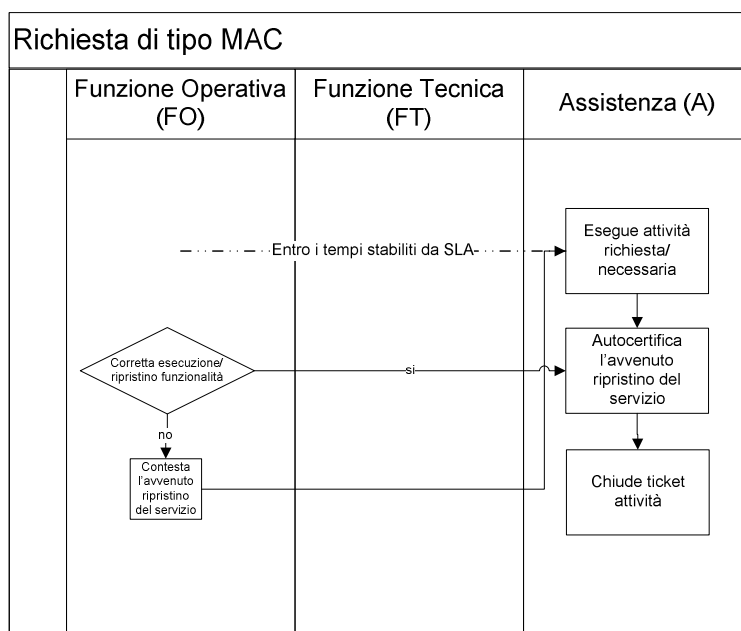 Richiesta di tipo MAC
Funzione Operativa
(FO)
Funzione Tecnica
(FT)
Assistenza (A)
Esegue attività
richiesta/
necessaria
Entro i tempi stabiliti da SLA
Corretta esecuzione/
ripristino funzionalità
si
Autocertifica
l'avvenuto
ripristino del
servizio
no
Contesta
l'avvenuto
ripristino
del servizio
Chiude ticket
attività